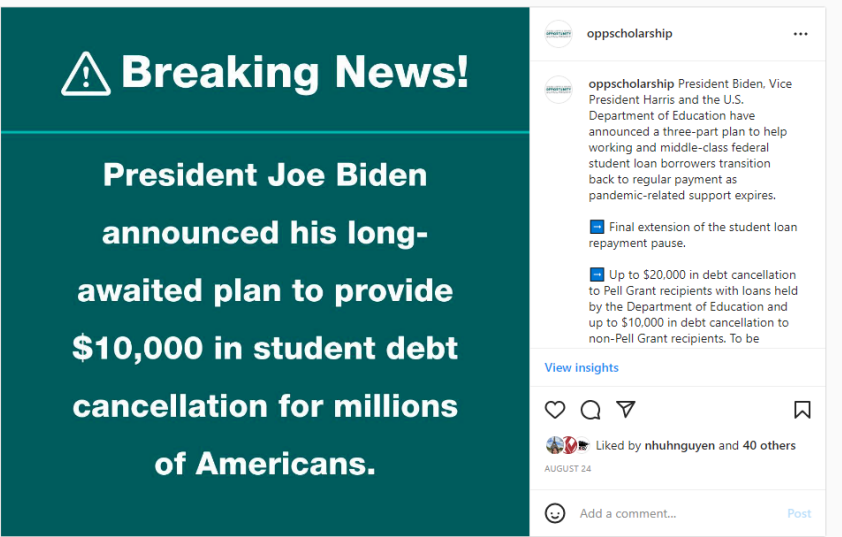 Breaking News!
President Joe Biden
announced his long-
awaited plan to provide
$10,000 in student debt
cancellation for millions
of Americans.
oppscholarship
oppscholarship President Biden, Vice
President Harris and the U.S.
Department of Education have
announced a three-part plan to help
working and middle-class federal
student loan borrowers transition
back to regular payment as
pandemic-related support expires.
➡️ Final extension of the student loan
repayment pause.
➡️ Up to $20,000 in debt cancellation
to Pell Grant recipients with loans held
by the Department of Education and
up to $10,000 in debt cancellation to
non-Pell Grant recipients. To be
View insights
Liked by nhuhnguyen and 40 others
AUGUST 24
Add a comment...
Post